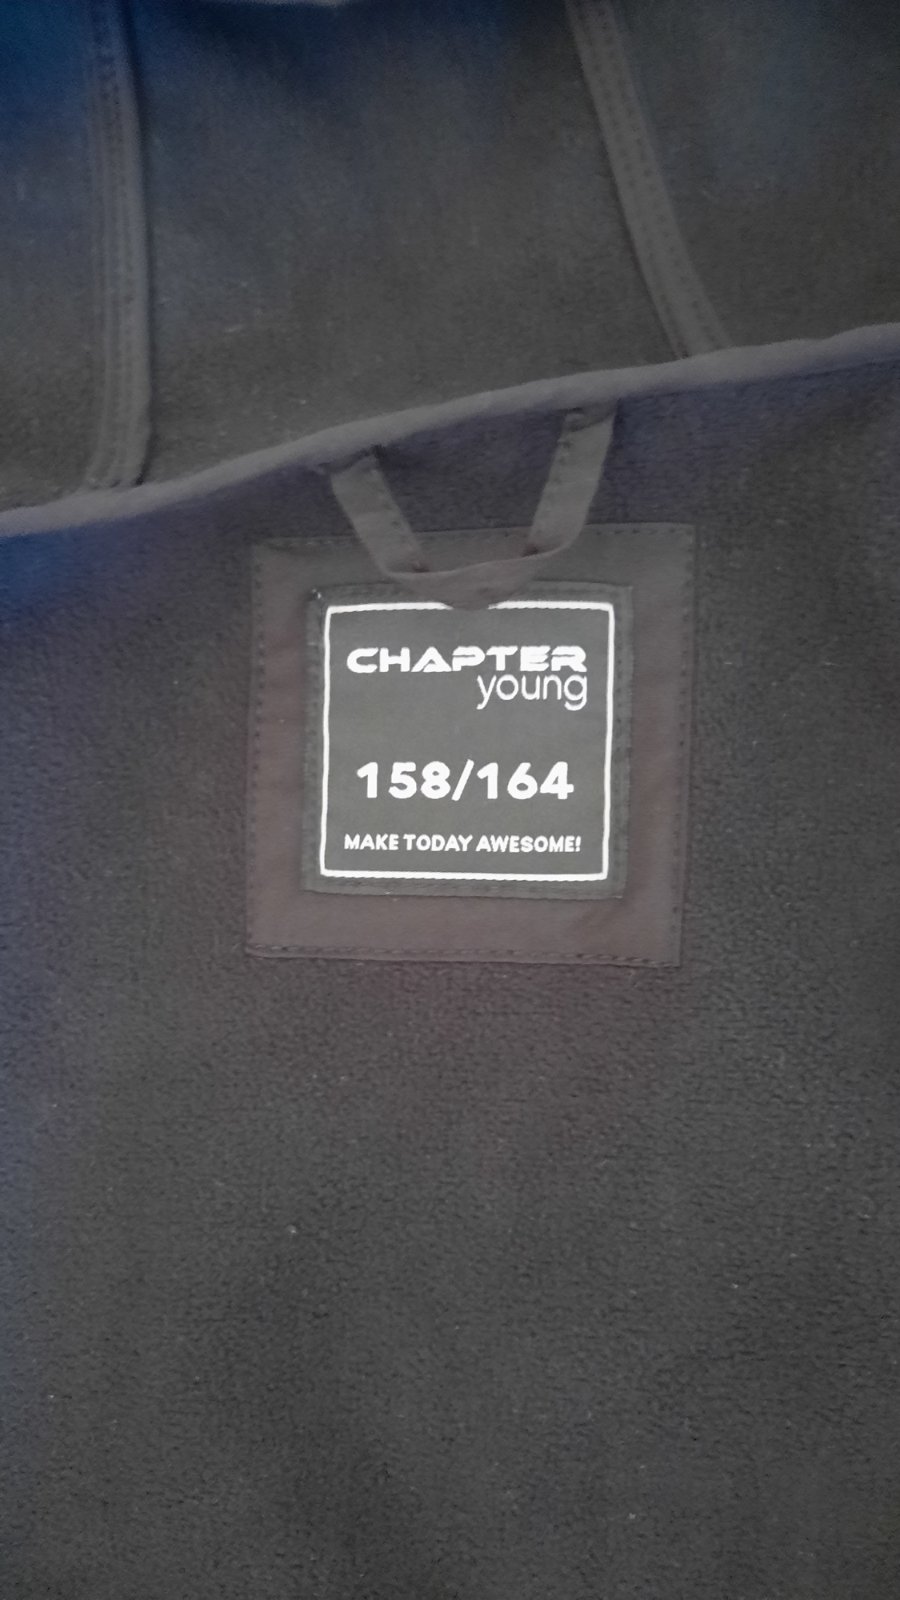 CHAPTER
young
158/164
MAKE TODAY AWESOME!